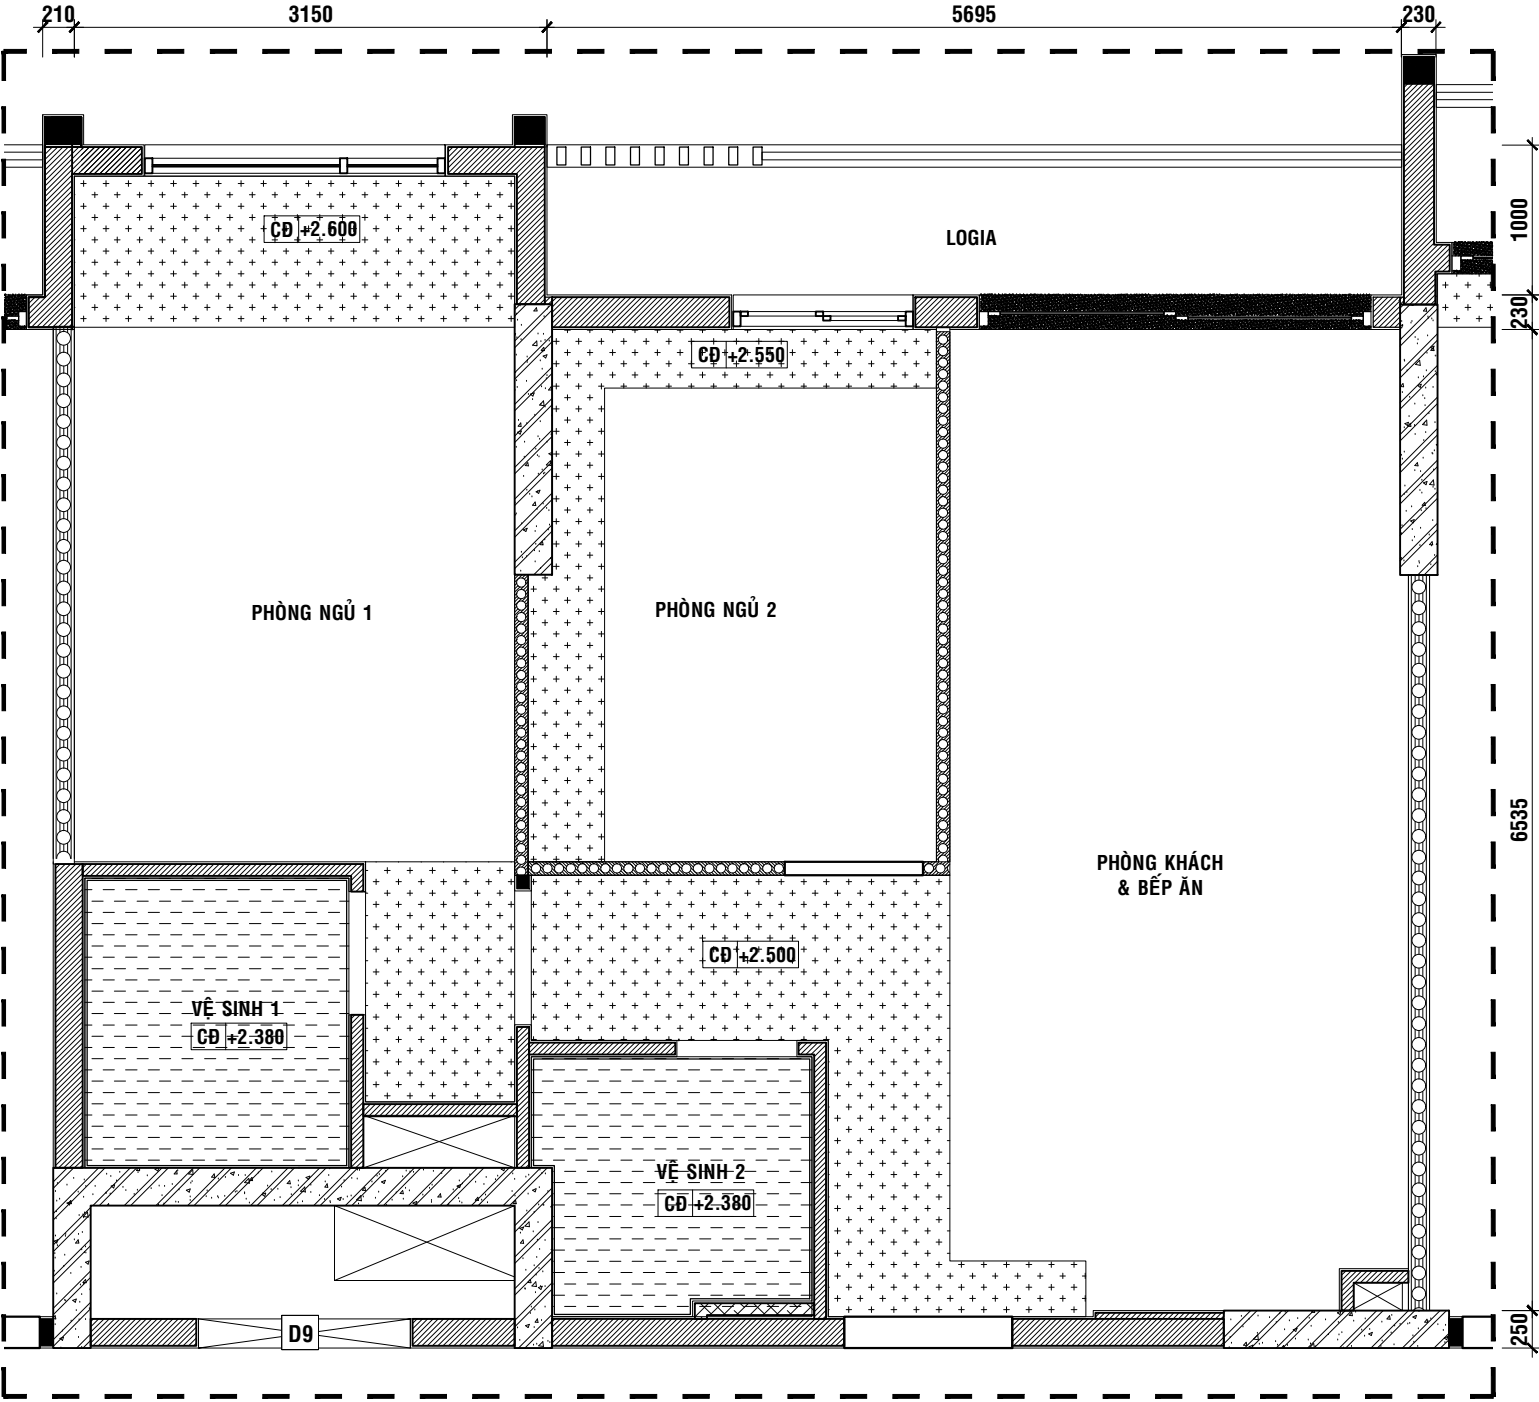 210
3150
5695
230
CĐ +2.600
LOGIA
1000
230
CĐ +2.550
PHÒNG NGỦ 1
PHÒNG NGỦ 2
6535
PHÒNG KHÁCH
& BẾP ĂN
CĐ +2.500
VỆ SINH 1
CĐ +2.380
VỆ SINH 2
CĐ +2.380
D9
250